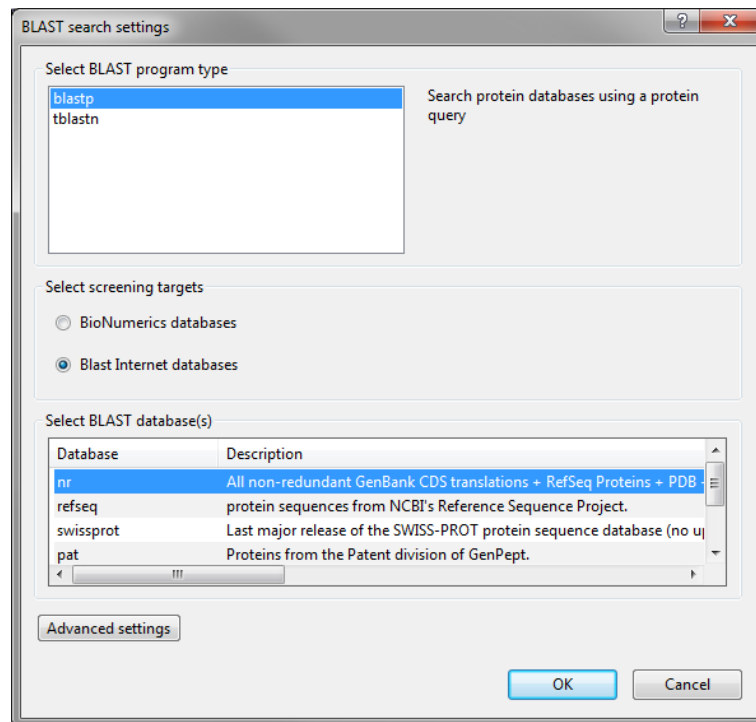 BLAST search settings
Select BLAST program type
blastp
tblastn
Search protein databases using a protein
query
Select screening targets
BioNumerics databases
Blast Internet databases
Select BLAST database(s)
Database Description
nr All non-redundant GenBank CDS translations + RefSeq Proteins + PDB
refseq protein sequences from NCBI's Reference Sequence Project.
swissprot Last major release of the SWISS-PROT protein sequence database (no
pat Proteins from the Patent division of GenPept.
Advanced settings
OK Cancel